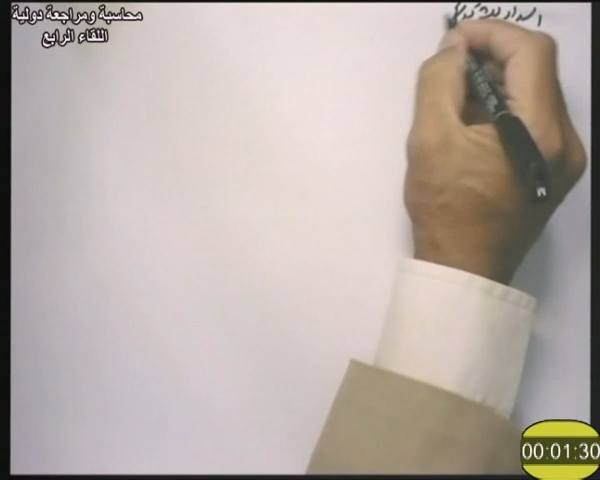 محاسبة ومراجعة دولية
اللقاء الرابع
00:01:30